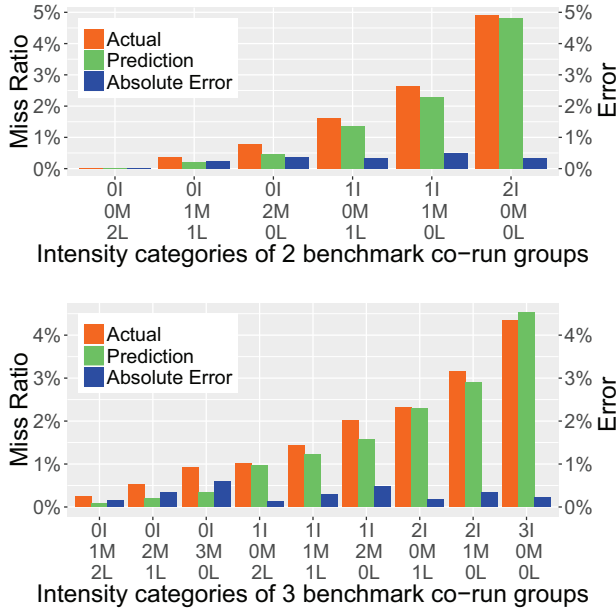 5%
4%
3%
2%
1%
0%
Miss Ratio
Actual
Prediction
Absolute Error
5%
4%
3%
2%
1%
0%
Error
0I 0I 0I 1I 1I 2I
0M 1M 2M 0M 1M 0M
2L 1L 0L 1L 0L 0L
Intensity categories of 2 benchmark co−run groups
4%
3%
2%
1%
0%
Miss Ratio
Actual
Prediction
Absolute Error
4%
3%
2%
1%
0%
Error
0I 0I 0I 1I 1I 1I 2I 2I 3I
1M 2M 3M 0M 1M 2M 0M 1M 0M
2L 1L 0L 2L 1L 0L 1L 0L 0L
Intensity categories of 3 benchmark co−run groups